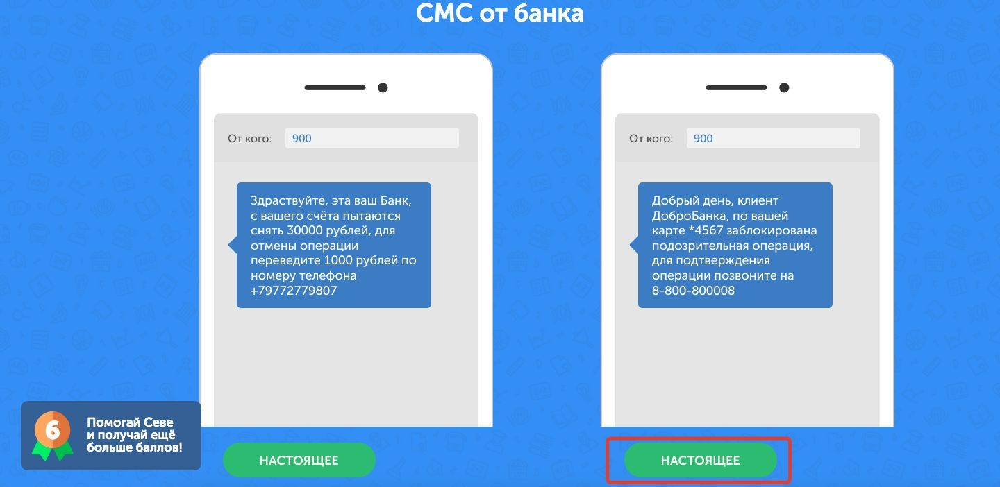 СМС от банка
От кого: 900
Здраствуйте, эта ваш Банк,
с вашего счёта пытаются
снять 30000 рублей, для
отмены операции
переведите 1000 рублей по
номеру телефона
+79772779807
НАСТОЯЩЕЕ
От кого: 900
Добрый день, клиент
ДоброБанка, по вашей
карте *4567 заблокирована
подозрительная операция,
для подтверждения
операции позвоните на
8-800-800008
НАСТОЯЩЕЕ
6
Помогай Севе
и получай ещё
больше баллов!